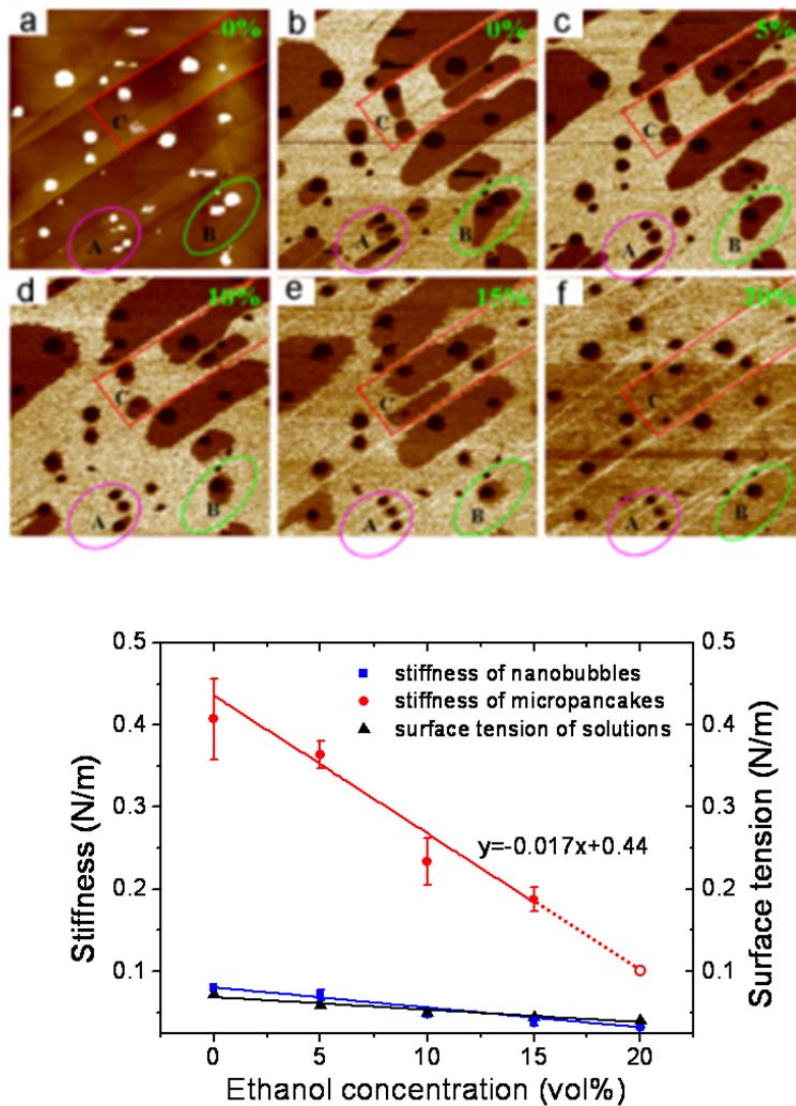 a 0% b 0% c 5%
C C C
A B A B A B
d 10% e 15% f 20%
C C C
A B A B A B
0.5 0.5
stiffness of nanobubbles
stiffness of micropancakes
0.4 surface tension of solutions 0.4
Stiffness (N/m)
Surface tension (N/m)
0.3 0.3
y=-0.017x+0.44
0.2 0.2
0.1 0.1
0 5 10 15 20
Ethanol concentration (vol%)